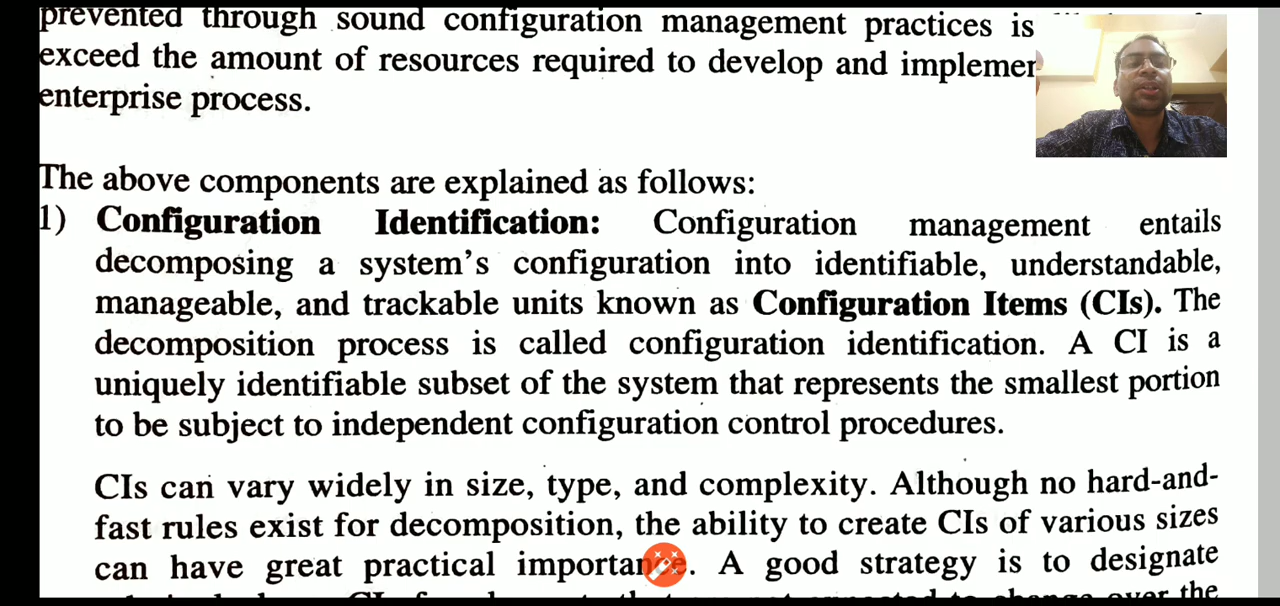 prevented through sound configuration management practices is
exceed the amount of resources required to develop and implemen
enterprise process.
The above components are explained as follows:
1) Configuration Identification: Configuration management entails
decomposing a system's configuration into identifiable, understandable,
manageable, and trackable units known as Configuration Items (CIs). The
decomposition process is called configuration identification. A CI is a
uniquely identifiable subset of the system that represents the smallest portion
to be subject to independent configuration control procedures.
CIs can vary widely in size, type, and complexity. Although no hard-and-
fast rules exist for decomposition, the ability to create CIs of various sizes
can have great practical importance. A good strategy is to designate
over the